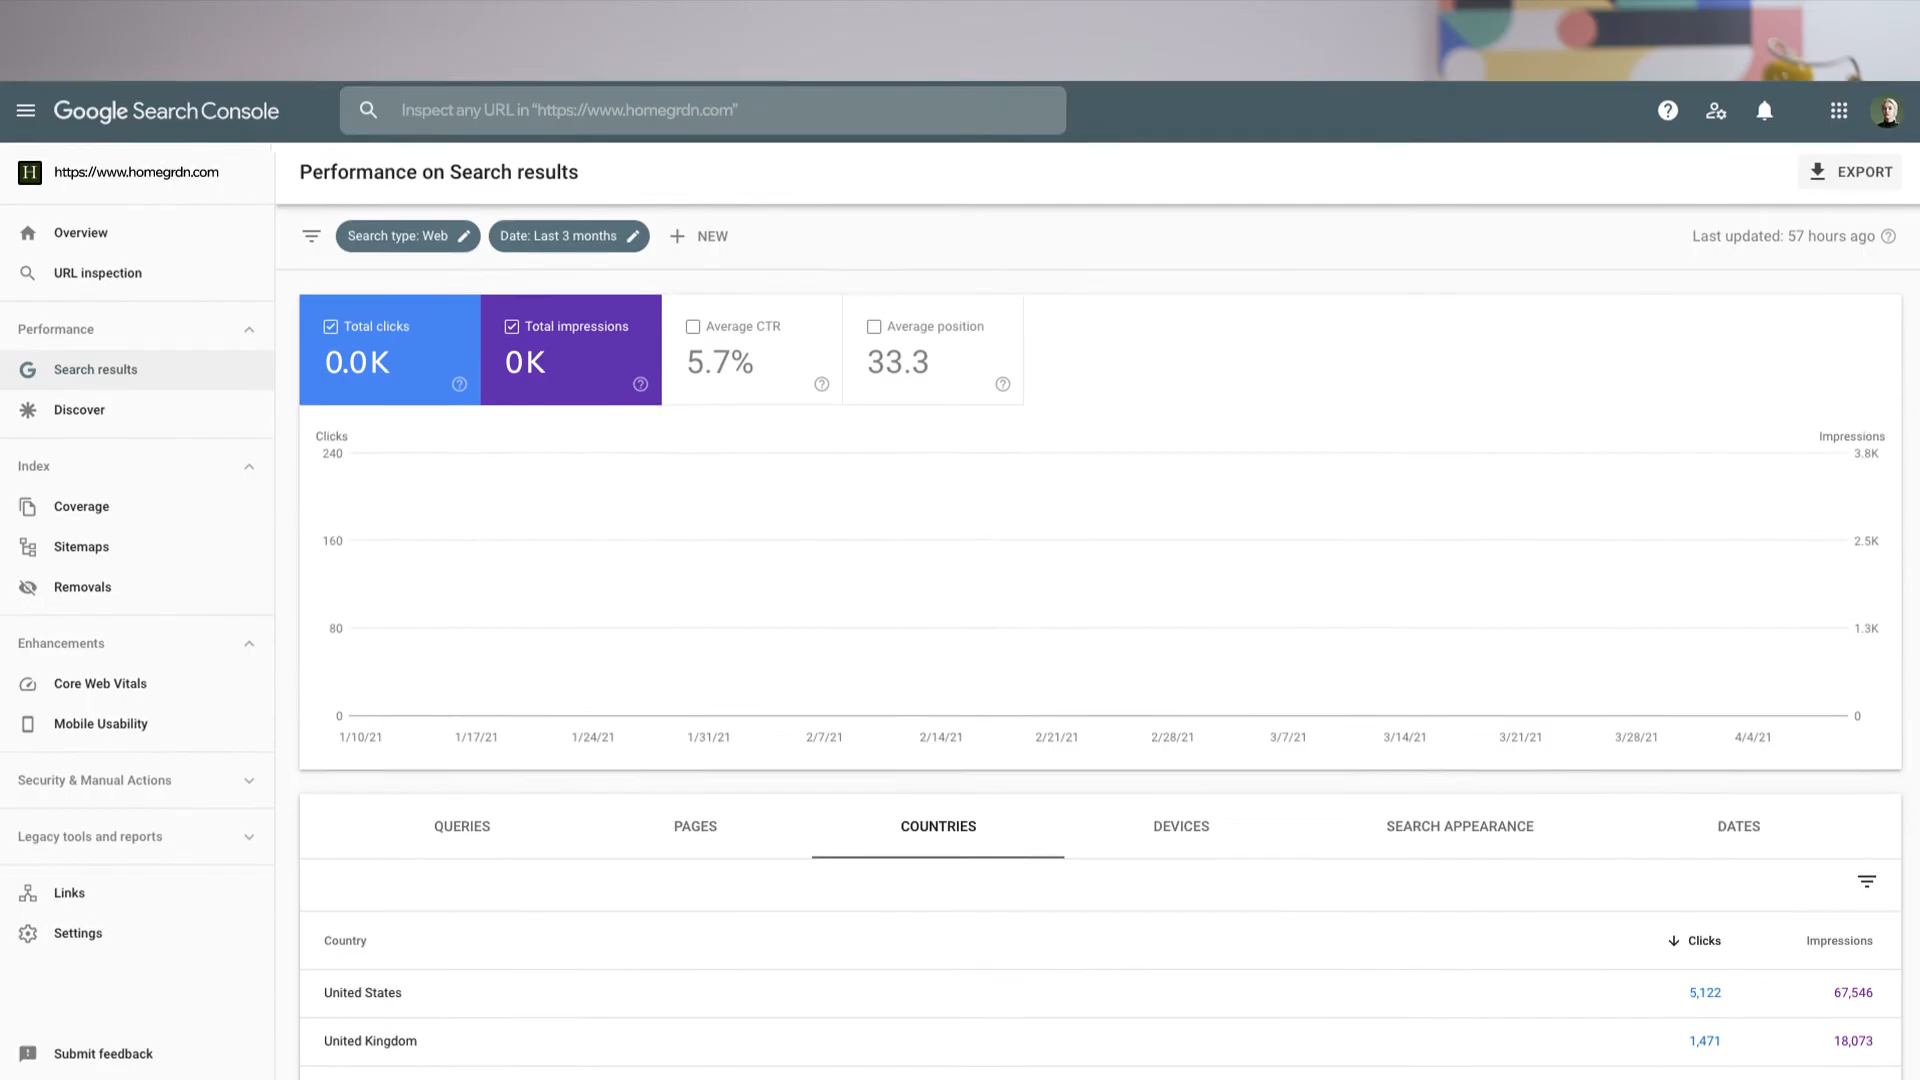 Google Search Console
Inspect any URL in “https://www.homegrdn.com”
H https://www.homegrdn.com
Performance on Search results
EXPORT
Overview
URL inspection
Performance
Search results
Discover
Index
Coverage
Sitemaps
Removals
Enhancements
Core Web Vitals
Mobile Usability
Security & Manual Actions
Legacy tools and reports
Links
Settings
Submit feedback
Search type: Web
Date: Last 3 months
NEW
Last updated: 57 hours ago
Total clicks
0.0K
Total impressions
0K
Average CTR
5.7%
Average position
33.3
Clicks
Impressions
240
3.8K
160
2.5K
80
1.3K
0
0
1/10/21 1/17/21 1/24/21 1/31/21 2/7/21 2/14/21 2/21/21 2/28/21 3/7/21 3/14/21 3/21/21 3/28/21 4/4/21
QUERIES PAGES COUNTRIES DEVICES SEARCH APPEARANCE DATES
Country Clicks Impressions
United States 5,122 67,546
United Kingdom 1,471 18,073